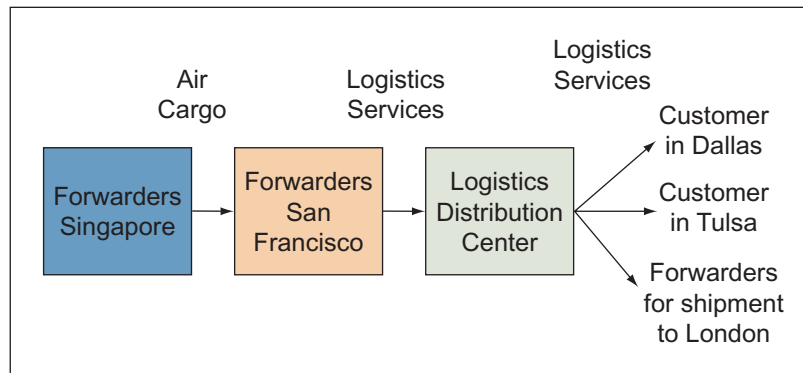 Air
Cargo
Logistics
Services
Logistics
Services
Forwarders
Singapore
Forwarders
San
Francisco
Logistics
Distribution
Center
Customer
in Dallas
Customer
in Tulsa
Forwarders
for shipment
to London